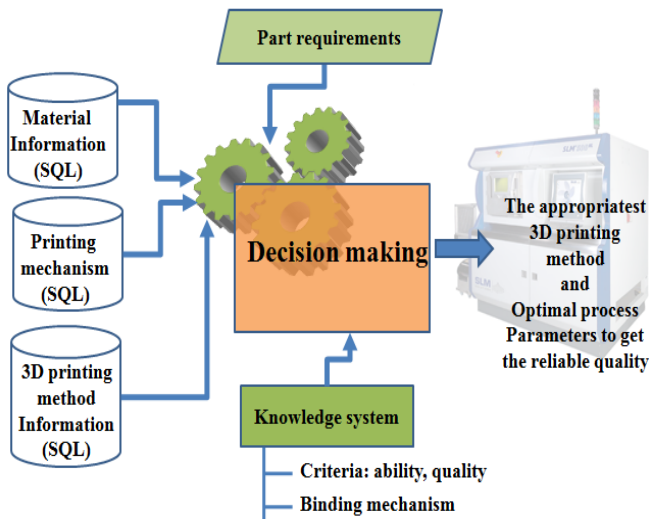 Part requirements
Material
Information
(SQL)
Printing
mechanism
(SQL)
3D printing
method
Information
(SQL)
Decision making
The appropriatest
3D printing
method
and
Optimal process
Parameters to get
the reliable quality
Knowledge system
Criteria: ability, quality
Binding mechanism
SLM